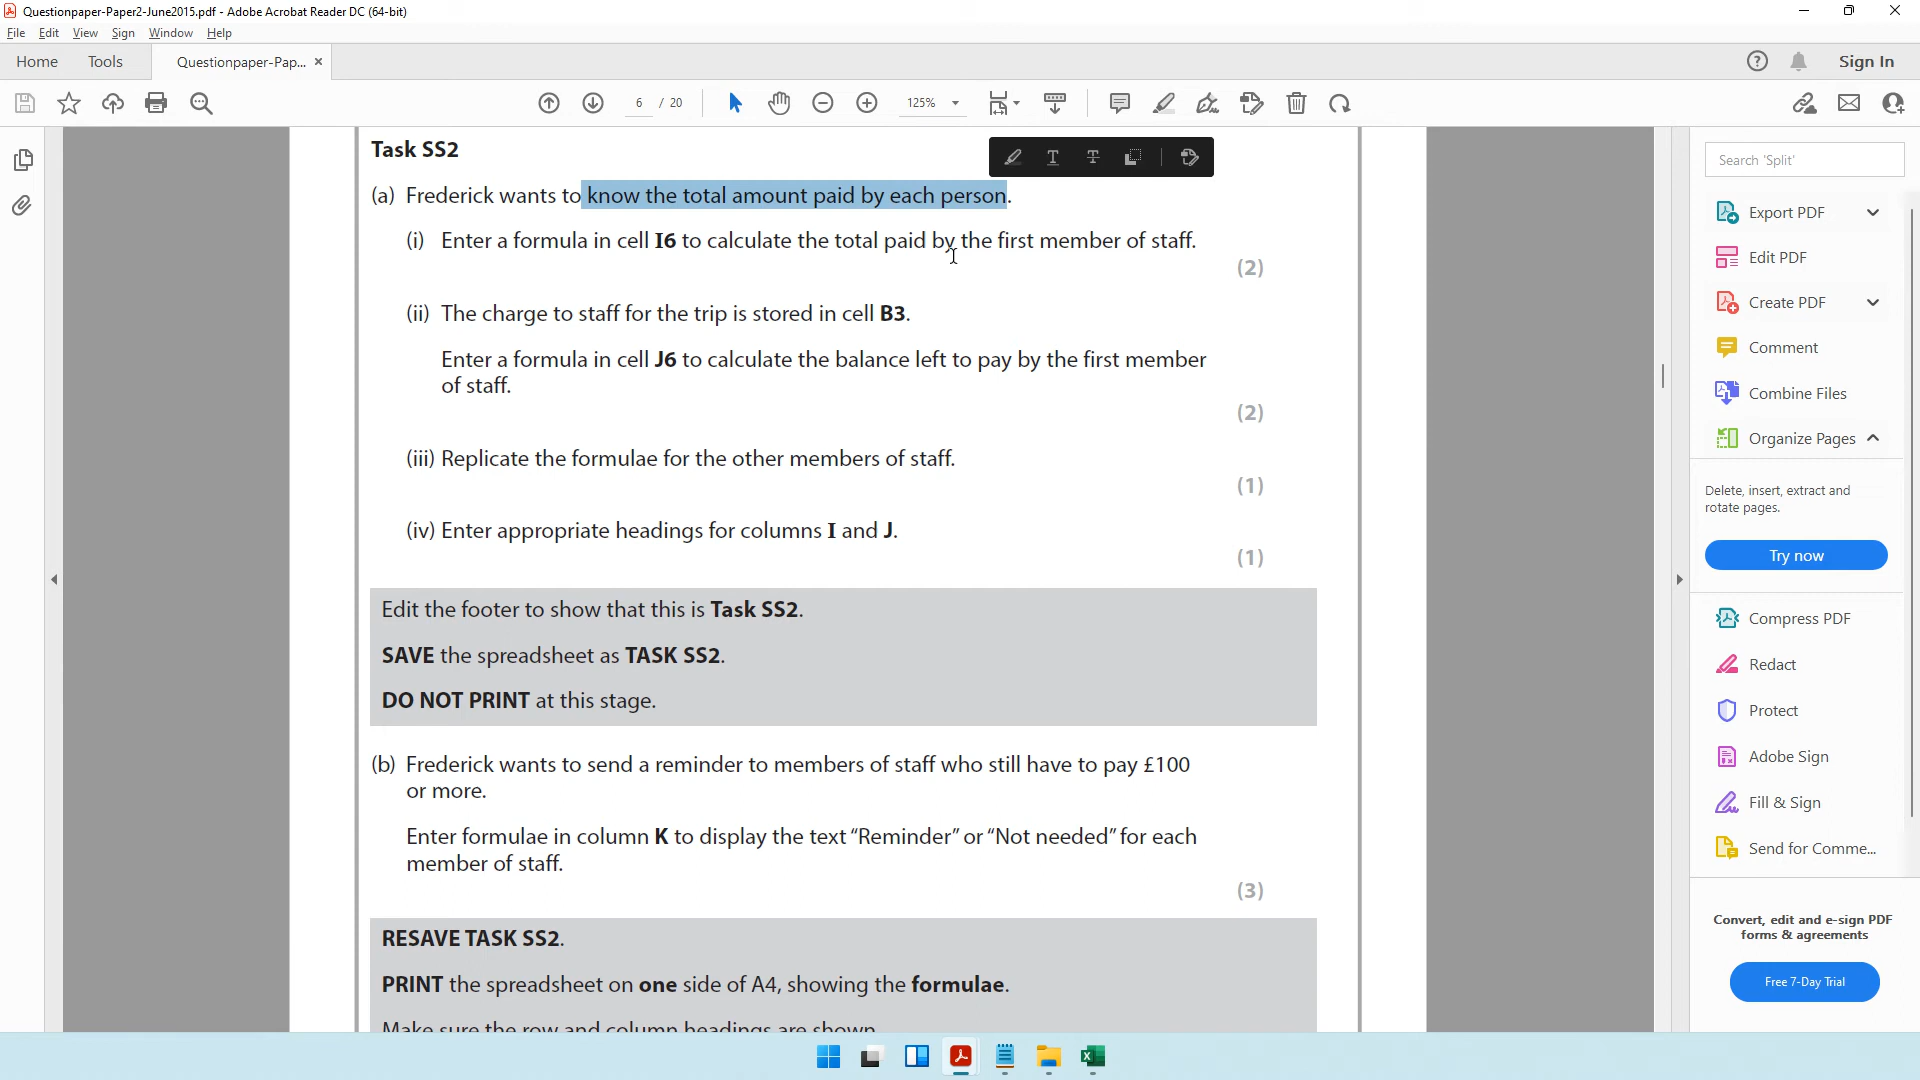 Questionpaper-Paper2-June2015.pdf - Adobe Acrobat Reader DC (64-bit)
File Edit View Sign Window Help
Home Tools Questionpaper-Pap... × Sign In
6 / 20 125%
Search 'Split'
Task SS2
(a) Frederick wants to know the total amount paid by each person.
(i) Enter a formula in cell I6 to calculate the total paid by the first member of staff.
(2)
(ii) The charge to staff for the trip is stored in cell B3.
Enter a formula in cell J6 to calculate the balance left to pay by the first member
of staff.
(2)
(iii) Replicate the formulae for the other members of staff.
(1)
(iv) Enter appropriate headings for columns I and J.
(1)
Edit the footer to show that this is Task SS2.
SAVE the spreadsheet as TASK SS2.
DO NOT PRINT at this stage.
(b) Frederick wants to send a reminder to members of staff who still have to pay £100
or more.
Enter formulae in column K to display the text “Reminder” or “Not needed” for each
member of staff.
(3)
RESAVE TASK SS2.
PRINT the spreadsheet on one side of A4, showing the formulae.
Make sure the row and column headings are shown.
Export PDF
Edit PDF
Create PDF
Comment
Combine Files
Organize Pages
Delete, insert, extract and
rotate pages.
Try now
Compress PDF
Redact
Protect
Adobe Sign
Fill & Sign
Send for Comme...
Convert, edit and e-sign PDF
forms & agreements
Free 7-Day Trial